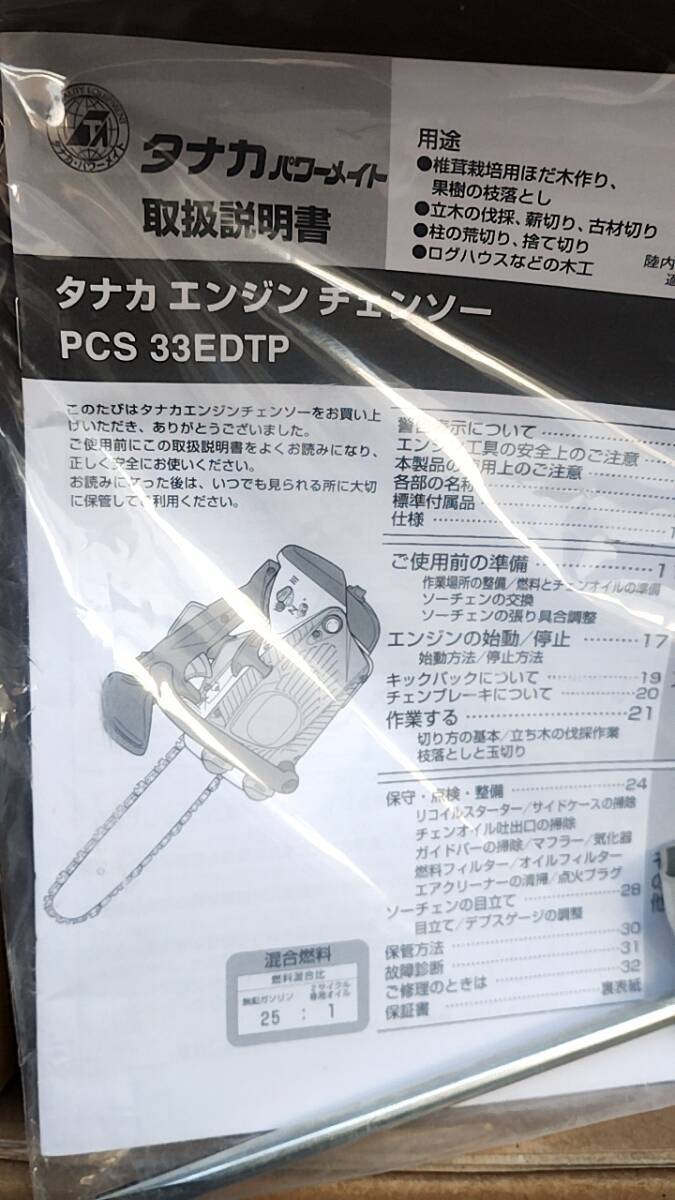 タナカ・パワーメイト
タナカ パワーメイト
取扱説明書
用途
●椎茸栽培用ほだ木作り、
果樹の枝落とし
●立木の伐採、薪切り、古材切り
●柱の荒切り、捨て切り
●ログハウスなどの木工
陸内
タナカ エンジン チェンソー
PCS 33EDTP
このたびはタナカエンジンチェンソーをお買い上
げいただき、ありがとうございました。
ご使用前にこの取扱説明書をよくお読みになり、
正しく安全にお使いください。
お読みになった後は、いつでも見られる所に大切
に保管してご利用ください。
警告表示について
エンジン工具の安全上のご注意
本製品の使用上のご注意
各部の名称
標準付属品
仕様
ご使用前の準備
作業場所の整備/燃料とチェンオイルの準備
ソーチェンの交換
ソーチェンの張り具合調整
エンジンの始動/停止 17
始動方法/停止方法
キックバックについて 19
チェンブレーキについて 20
作業する 21
切り方の基本/立ち木の伐採作業
枝落としと玉切り
保守・点検・整備 24
リコイルスターター/サイドケースの掃除
チェンオイル吐出口の掃除
ガイドバーの掃除/マフラー/気化器
燃料フィルター/オイルフィルター
エアクリーナーの清掃/点火プラグ
ソーチェンの目立て 28
目立て/デプスゲージの調整
保管方法 30
故障診断 31
ご修理のときは 32
保証書 裏表紙
の他
混合燃料
燃料混合比
無鉛ガソリン 2サイクル専用オイル
25 : 1